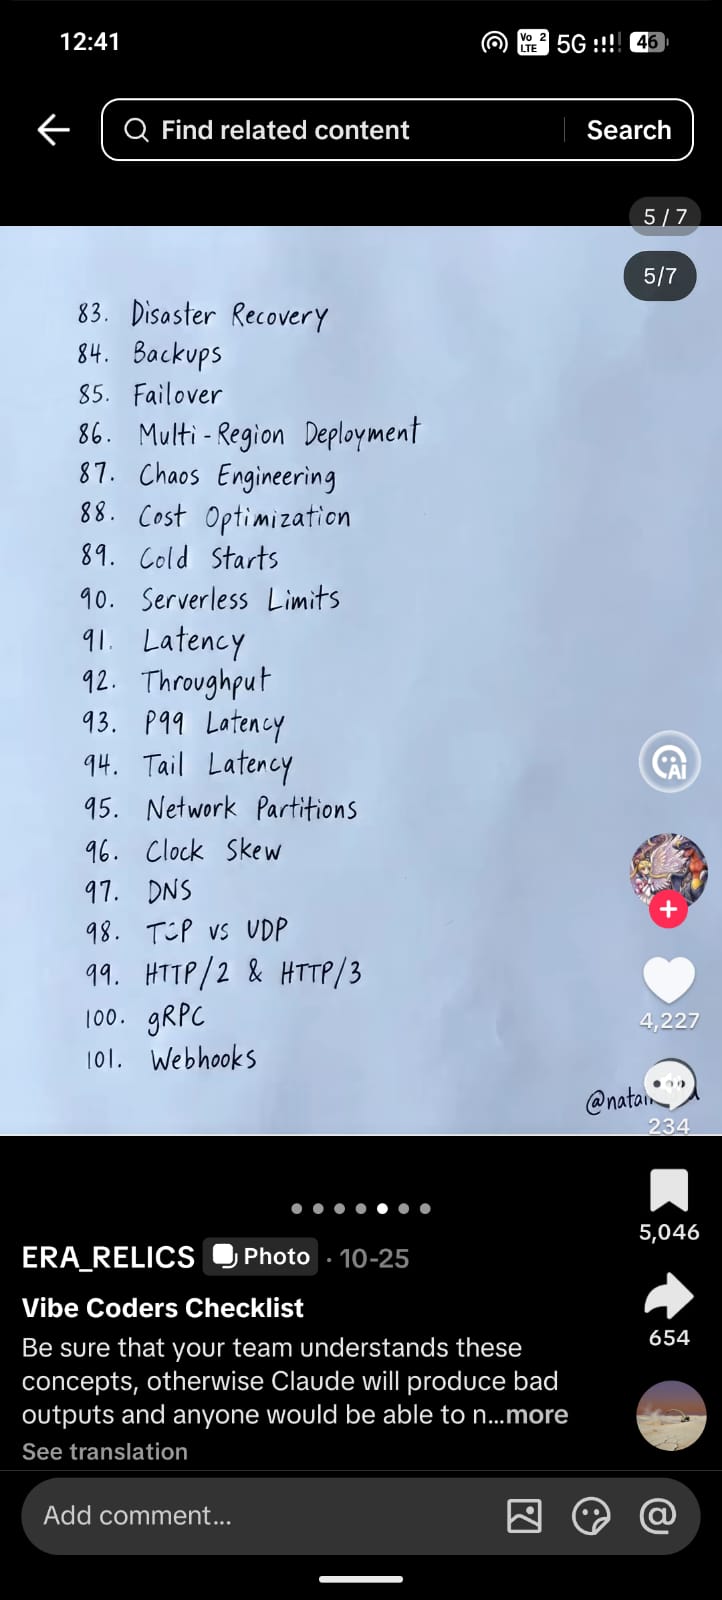 12:41
Vo 2
LTE
5G
46
Find related content
Search
5 / 7
5/7
83. Disaster Recovery
84. Backups
85. Failover
86. Multi-Region Deployment
87. Chaos Engineering
88. Cost Optimization
89. Cold Starts
90. Serverless Limits
91. Latency
92. Throughput
93. P99 Latency
94. Tail Latency
95. Network Partitions
96. Clock Skew
97. DNS
98. TCP vs UDP
99. HTTP/2 & HTTP/3
100. gRPC
101. Webhooks
AI
4,227
234
5,046
654
ERA_RELICS Photo · 10-25
Vibe Coders Checklist
Be sure that your team understands these
concepts, otherwise Claude will produce bad
outputs and anyone would be able to n...more
See translation
Add comment...
@